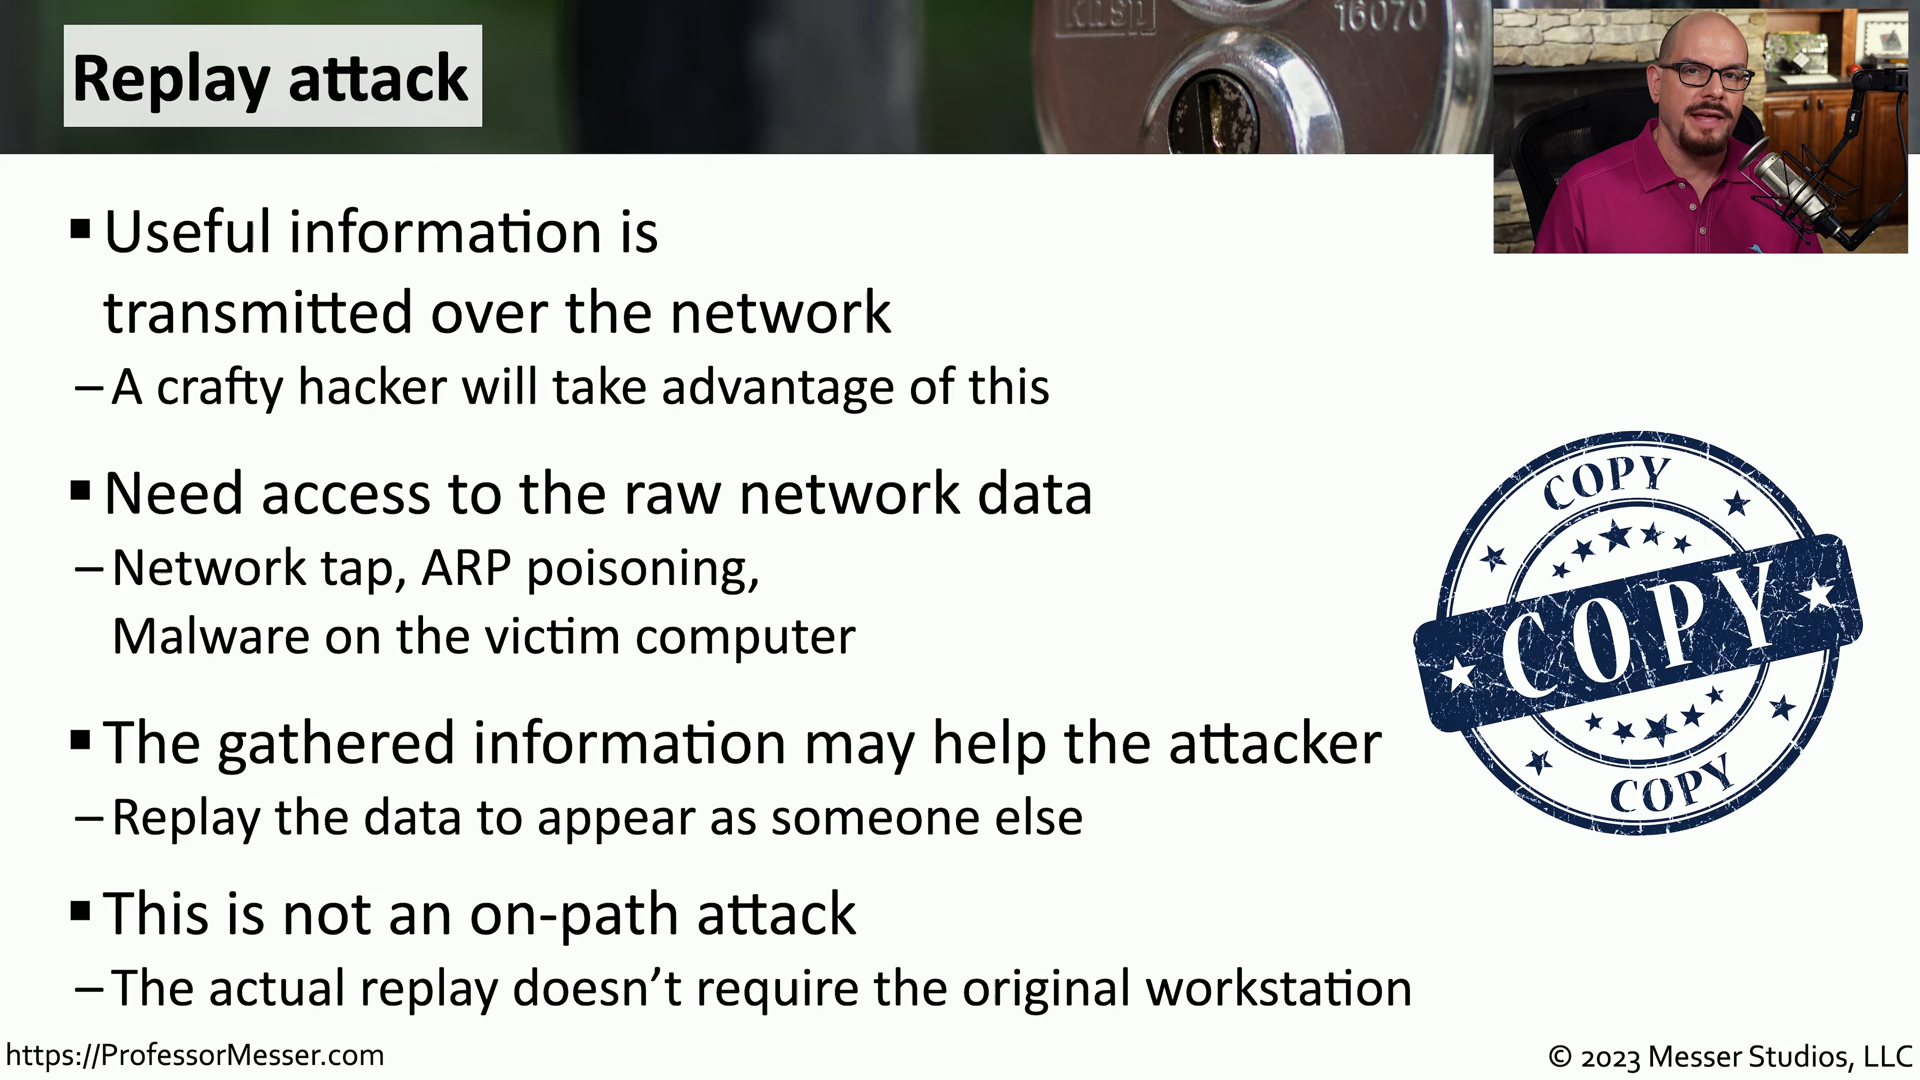 knsp
16070
Replay attack
▪ Useful information is
transmitted over the network
– A crafty hacker will take advantage of this
▪ Need access to the raw network data
– Network tap, ARP poisoning,
Malware on the victim computer
▪ The gathered information may help the attacker
– Replay the data to appear as someone else
▪ This is not an on-path attack
– The actual replay doesn’t require the original workstation
COPY
COPY
COPY
https://ProfessorMesser.com
© 2023 Messer Studios, LLC